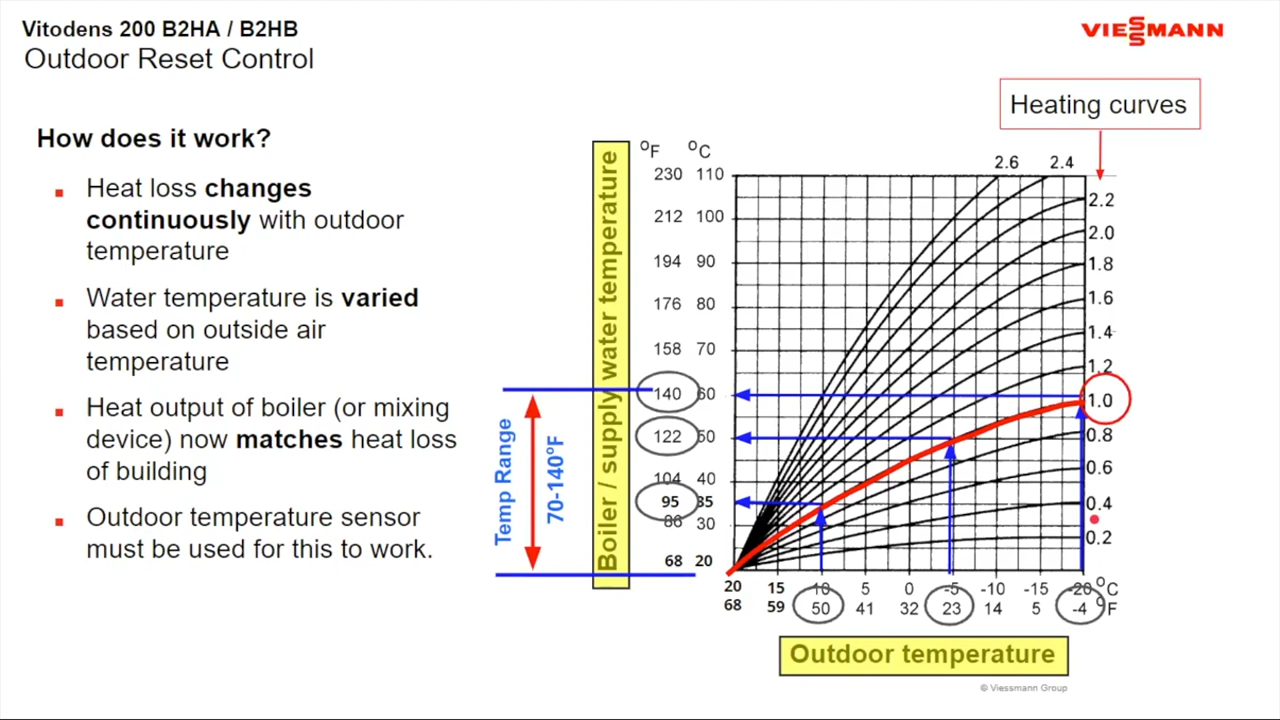 Vitodens 200 B2HA / B2HB
Outdoor Reset Control
VIESSMANN
Heating curves
How does it work?
Heat loss changes
continuously with outdoor
temperature
Water temperature is varied
based on outside air
temperature
Heat output of boiler (or mixing
device) now matches heat loss
of building
Outdoor temperature sensor
must be used for this to work.
Temp Range
70-140°F
Boiler / supply water temperature
°F °C
230 110
212 100
194 90
176 80
158 70
140 60
122 50
104 40
95 35
86 30
68 20
2.6 2.4
2.2
2.0
1.8
1.6
1.4
1.2
1.0
0.8
0.6
0.4
0.2
20 15 10 5 0 -5 -10 -15 -20 °C
68 59 50 41 32 23 14 5 -4 °F
Outdoor temperature
© Viessmann Group